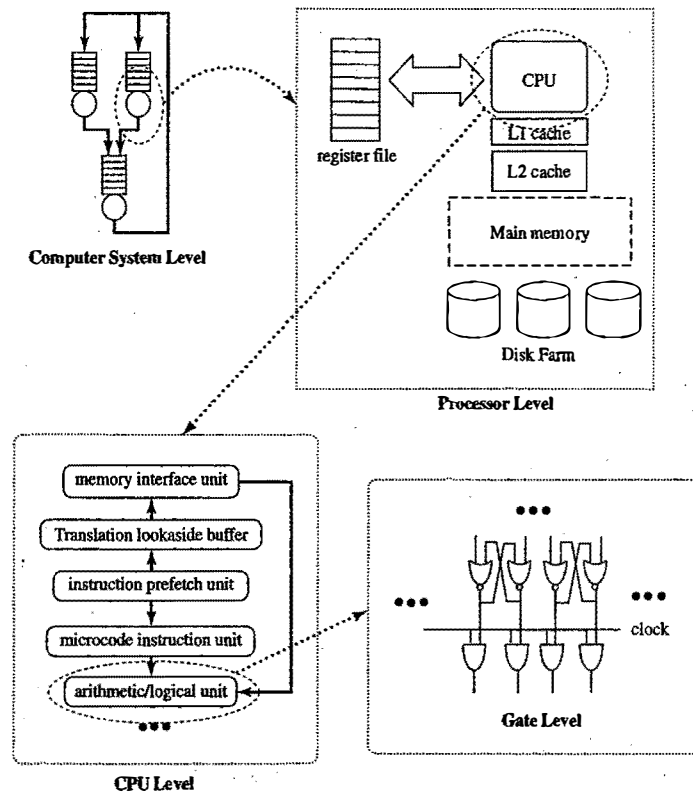 CPU
register file
L1 cache
L2 cache
Main memory
Computer System Level
Disk Farm
Processor Level
memory interface unit
Translation lookaside buffer
instruction prefetch unit
microcode instruction unit
clock
arithmetic/logical unit
Gate Level
CPU Level